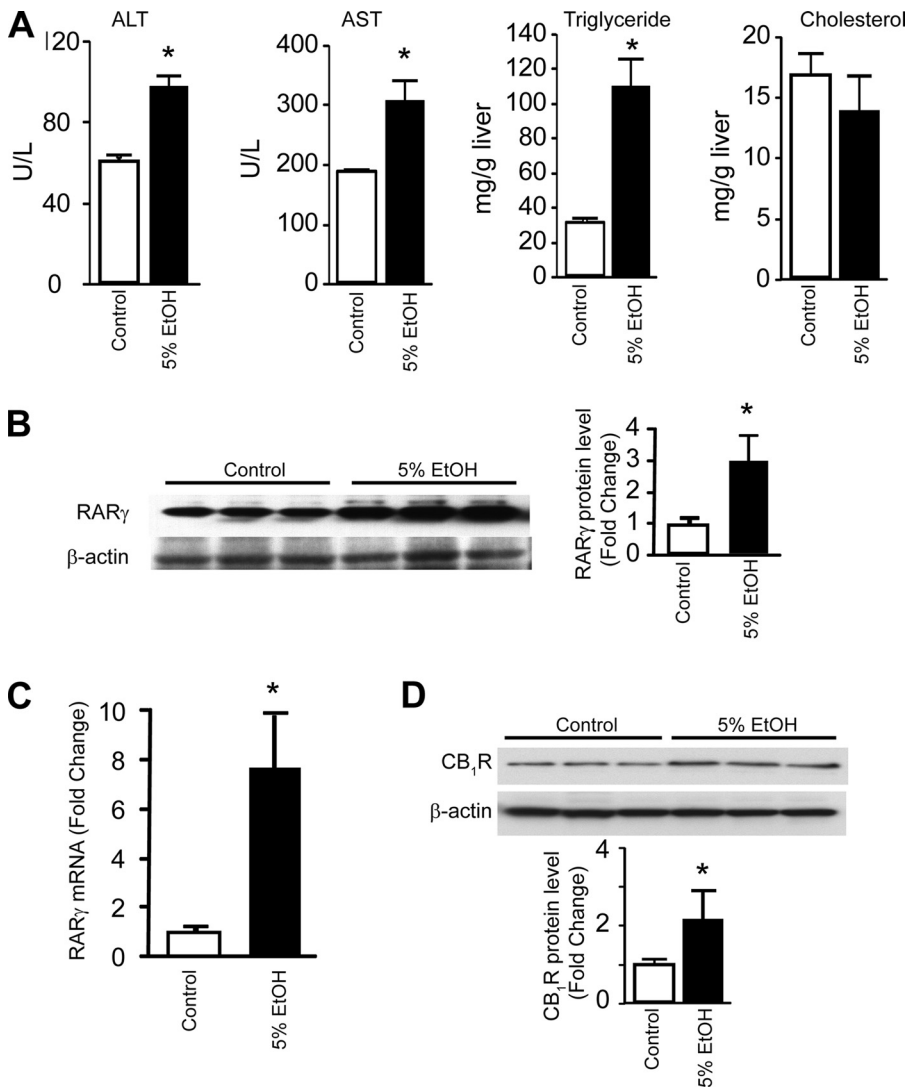 A
ALT
AST
Triglyceride
Cholesterol
U/L
120
80
40
0
*
Control
5% EtOH
U/L
400
300
200
100
0
*
Control
5% EtOH
mg/g liver
140
120
100
80
60
40
20
0
*
Control
5% EtOH
mg/g liver
20
15
10
5
0
Control
5% EtOH
B
Control
5% EtOH
RARγ
β-actin
RARγ protein level
(Fold Change)
4
3
2
1
0
*
Control
5% EtOH
C
RARγ mRNA (Fold Change)
10
8
6
4
2
0
*
Control
5% EtOH
D
Control
5% EtOH
CB₁R
β-actin
CB₁R protein level
(Fold Change)
4
2
0
*
Control
5% EtOH